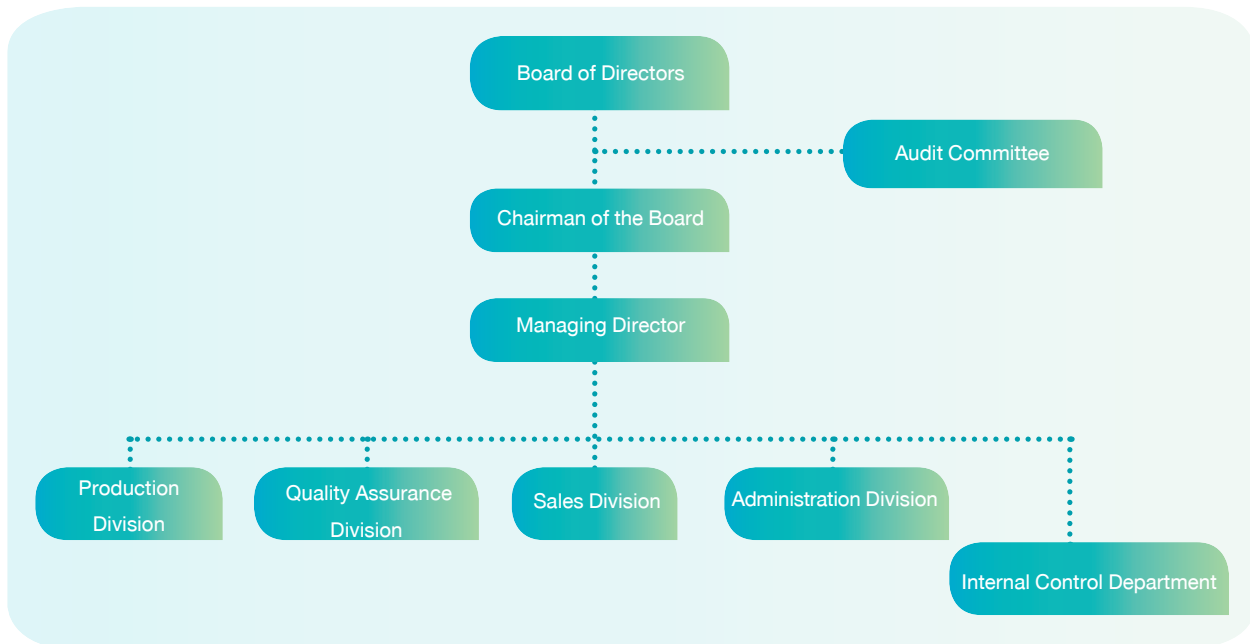 Board of Directors
Audit Committee
Chairman of the Board
Managing Director
Production
Division
Quality Assurance
Division
Sales Division
Administration Division
Internal Control Department